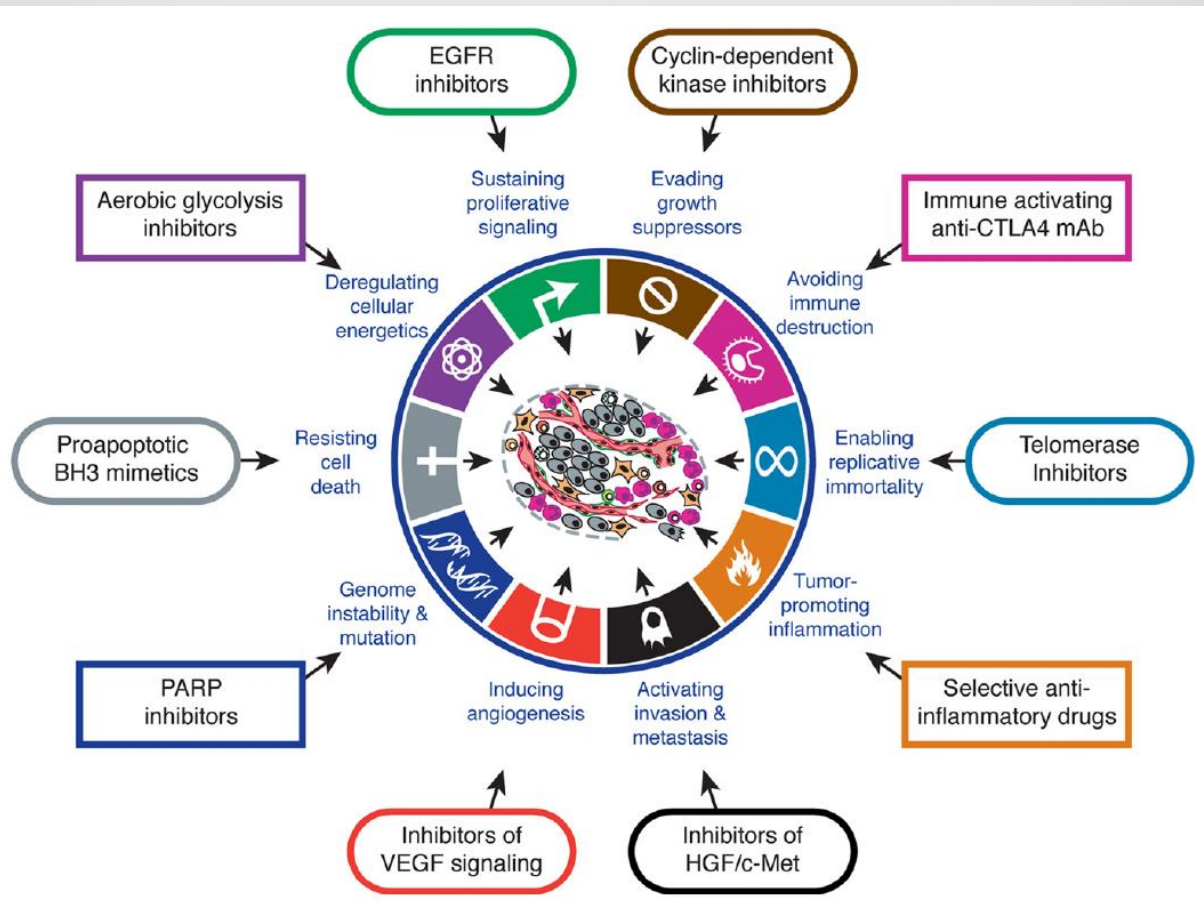 EGFR
inhibitors
Cyclin-dependent
kinase inhibitors
Sustaining
proliferative
signaling
Evading
growth
suppressors
Aerobic glycolysis
inhibitors
Immune activating
anti-CTLA4 mAb
Deregulating
cellular
energetics
Avoiding
immune
destruction
Proapoptotic
BH3 mimetics
Resisting
cell
death
Enabling
replicative
immortality
Telomerase
Inhibitors
Genome
instability &
mutation
Tumor-
promoting
inflammation
PARP
inhibitors
Inducing
angiogenesis
Activating
invasion &
metastasis
Selective anti-
inflammatory drugs
Inhibitors of
VEGF signaling
Inhibitors of
HGF/c-Met